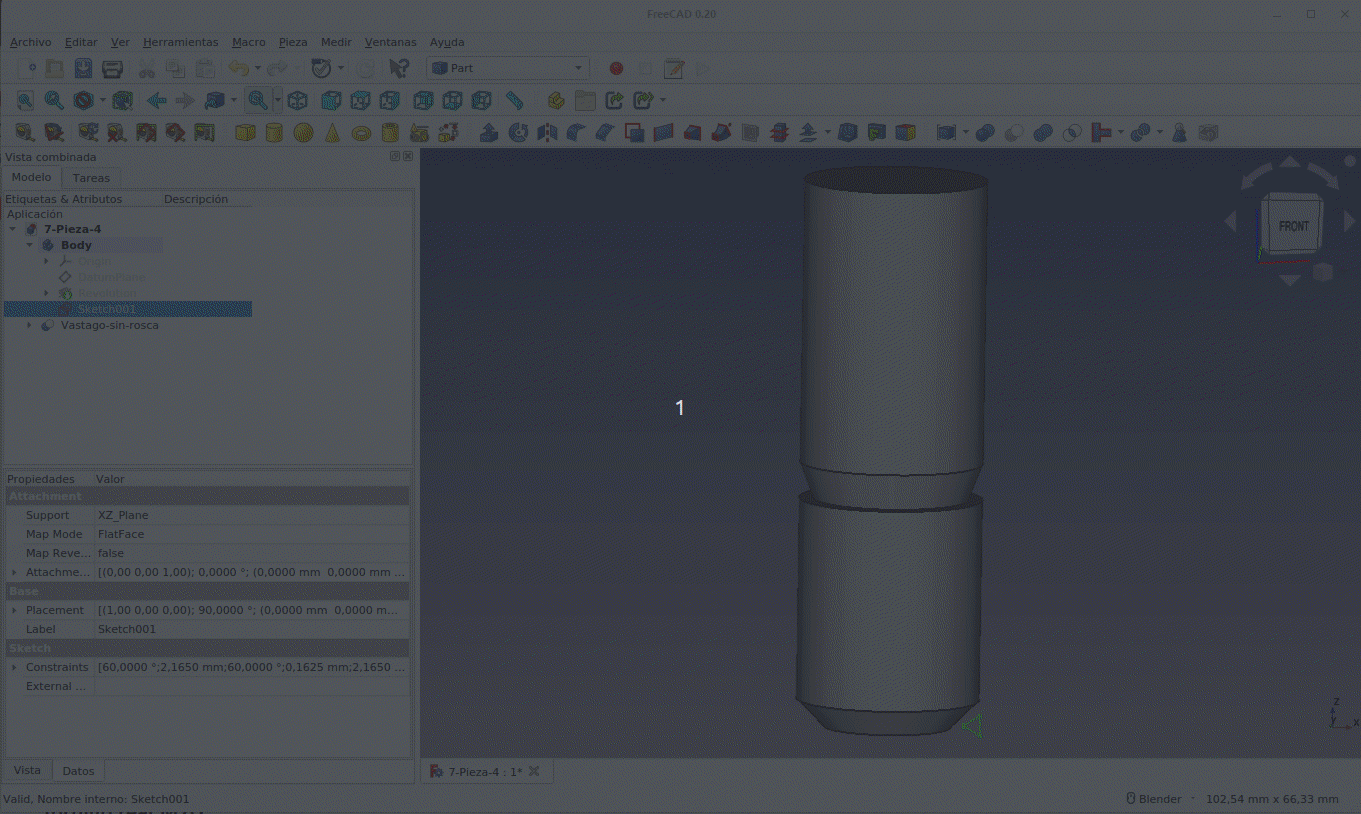 FreeCAD 0.20
Archivo Editar Ver Herramientas Macro Pieza Medir Ventanas Ayuda
Part
Vista combinada
Modelo Tareas
Etiquetas & Atributos Descripción
Aplicación
7-Pieza-4
Body
Origin
DatumPlane
Revolution
Sketch001
Vastago-sin-rosca
FRONT
1
Propiedades Valor
Attachment
Support XZ_Plane
Map Mode FlatFace
Map Reve... false
Attachme... [(0,00 0,00 1,00); 0,0000 °; (0,0000 mm 0,0000 mm ...
Base
Placement [(1,00 0,00 0,00); 90,0000 °; (0,0000 mm 0,0000 m...
Label Sketch001
Sketch
Constraints [60,0000 °;2,1650 mm;60,0000 °;0,1625 mm;2,1650 ...
External ...
Z
Y
X
Vista Datos
7-Pieza-4 : 1*
Valid, Nombre interno: Sketch001
Blender
102,54 mm x 66,33 mm